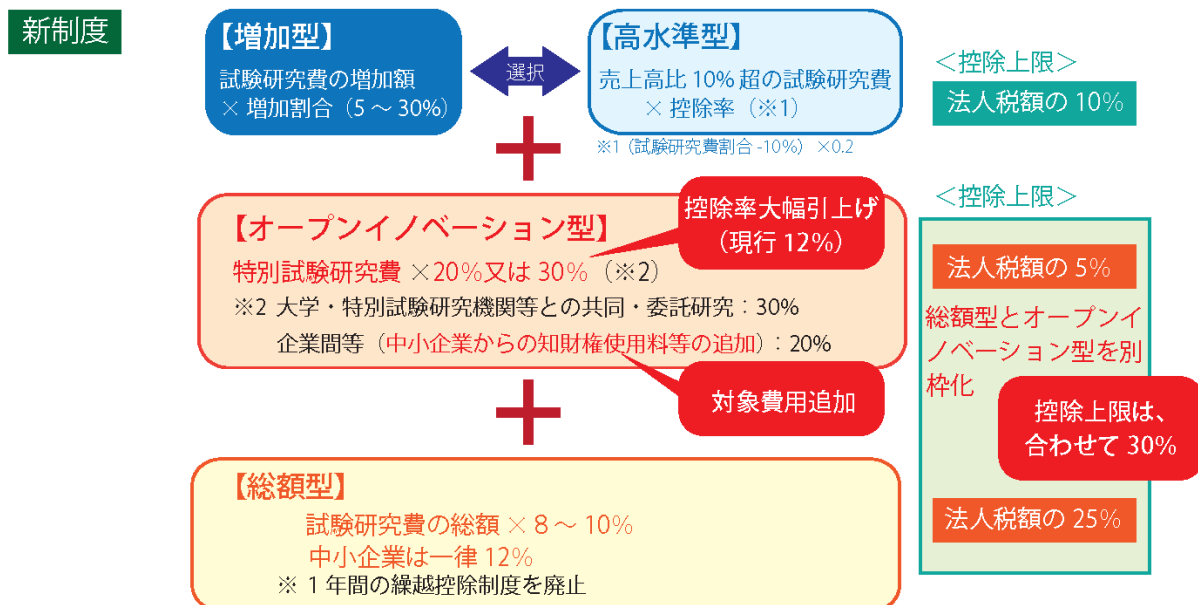 新制度
【増加型】
試験研究費の増加額
× 増加割合（5 ～ 30%）
選択
【高水準型】
売上高比 10% 超の試験研究費
× 控除率（※1）
※1（試験研究費割合 -10%） ×0.2
＜控除上限＞
法人税額の 10%
【オープンイノベーション型】
特別試験研究費 ×20%又は 30%（※2）
※2 大学・特別試験研究機関等との共同・委託研究：30%
企業間等（中小企業からの知財権使用料等の追加）：20%
控除率大幅引上げ
（現行 12%）
対象費用追加
＜控除上限＞
法人税額の 5%
総額型とオープンイ
ノベーション型を別
枠化
控除上限は、
合わせて 30%
法人税額の 25%
【総額型】
試験研究費の総額 × 8 ～ 10%
中小企業は一律 12%
※ 1 年間の繰越控除制度を廃止